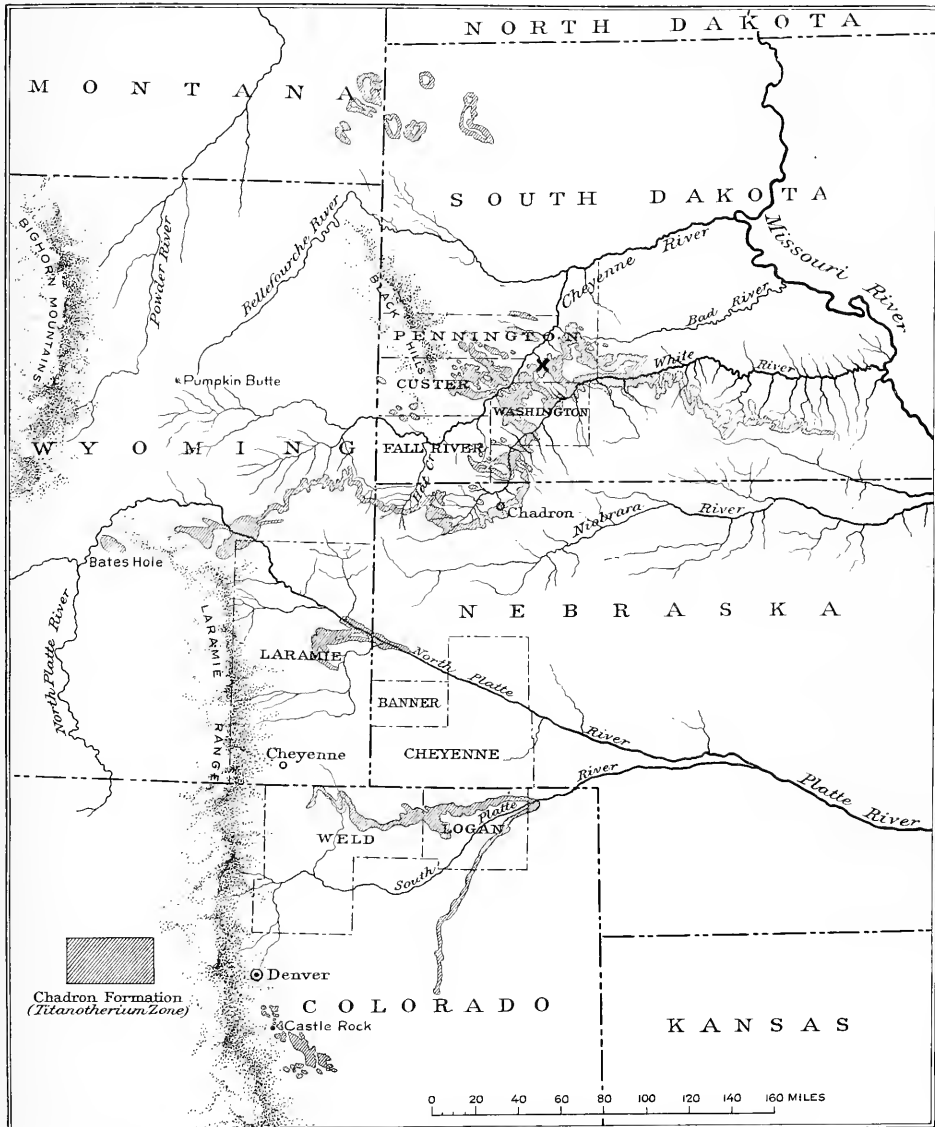 NORTH DAKOTA
MONTANA
SOUTH DAKOTA
BIGHORN MOUNTAINS
Powder River
Bellefourche River
BLACK HILLS
Cheyenne River
Missouri River
Bad River
PENNINGTON
X
White River
CUSTER
Pumpkin Butte
WASHINGTON
WYOMING
FALL RIVER
Hat Cr
Chadron
Niobrara River
Bates Hole
NEBRASKA
North Platte River
LARAMIE RANGE
LARAMIE
North Platte River
BANNER
Cheyenne
CHEYENNE
Platte River
South Platte River
WELD
LOGAN
Denver
Chadron Formation
(Titanotherium Zone)
COLORADO
Castle Rock
KANSAS
0 20 40 60 80 100 120 140 160 MILES